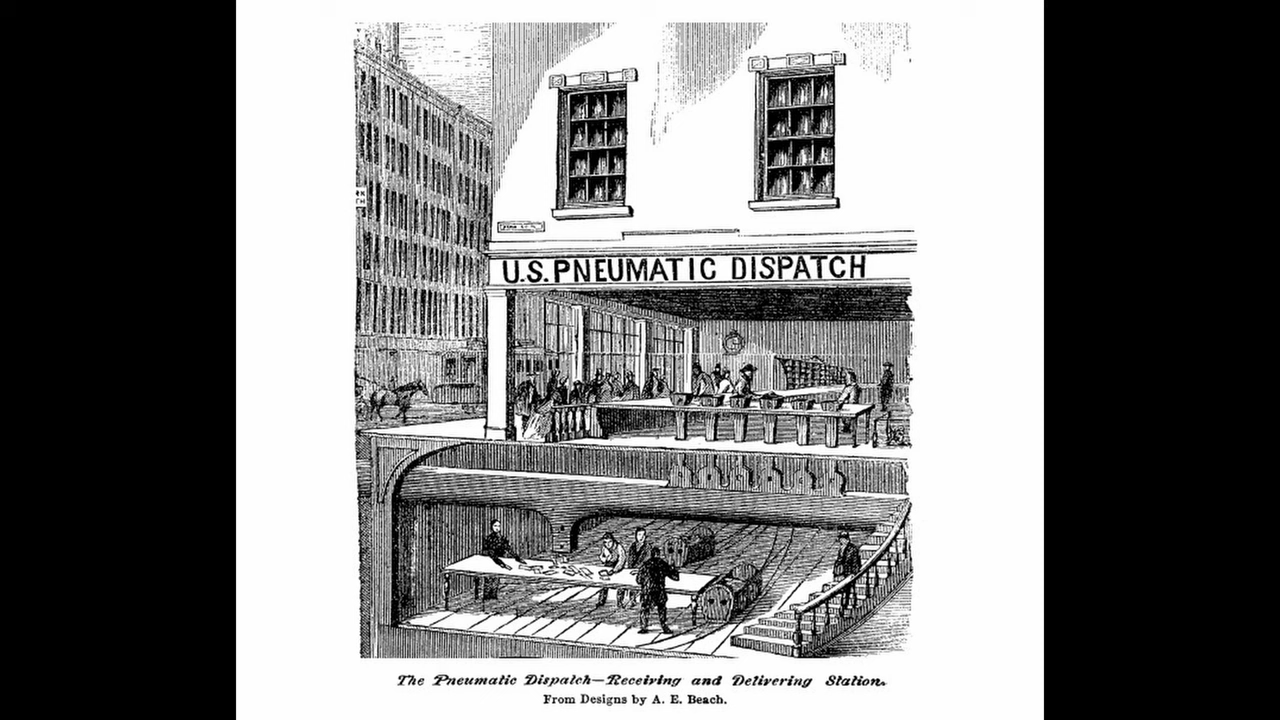 U.S. PNEUMATIC DISPATCH
The Pneumatic Dispatch—Receiving and Delivering Station.
From Designs by A. E. Beach.